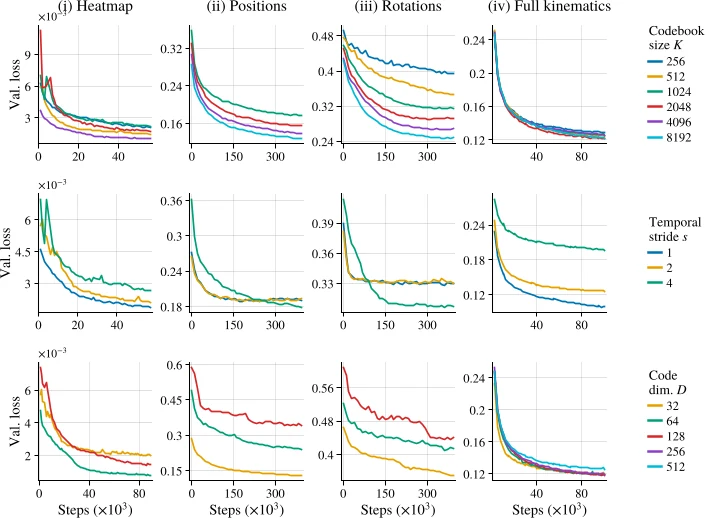 (i) Heatmap (ii) Positions (iii) Rotations (iv) Full kinematics
×10⁻³
Val. loss
9
6
3
0 20 40
0.32
0.24
0.16
0 150 300
0.48
0.4
0.32
0.24
0 150 300
0.24
0.2
0.16
0.12
40 80
Codebook
size K
256
512
1024
2048
4096
8192
×10⁻³
Val. loss
6
4.5
3
0 20 40
0.36
0.3
0.24
0.18
0 150 300
0.39
0.36
0.33
0 150 300
0.24
0.18
0.12
40 80
Temporal
stride s
1
2
4
×10⁻³
Val. loss
6
4
2
0 40 80
Steps (×10³)
0.6
0.45
0.3
0.15
0 150 300
Steps (×10³)
0.56
0.48
0.4
0 150 300
Steps (×10³)
0.24
0.2
0.16
0.12
40 80
Steps (×10³)
Code
dim. D
32
64
128
256
512